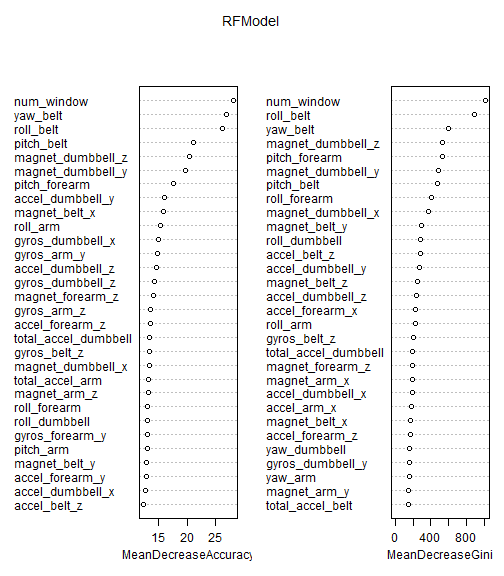 RFModel
num_window
yaw_belt
roll_belt
pitch_belt
magnet_dumbbell_z
magnet_dumbbell_y
pitch_forearm
accel_dumbbell_y
magnet_belt_x
roll_arm
gyros_dumbbell_x
gyros_arm_y
accel_dumbbell_z
gyros_dumbbell_z
magnet_forearm_z
gyros_arm_z
accel_forearm_z
total_accel_dumbbell
gyros_belt_z
magnet_dumbbell_x
total_accel_arm
magnet_arm_z
roll_forearm
roll_dumbbell
gyros_forearm_y
pitch_arm
magnet_belt_y
accel_forearm_y
accel_dumbbell_x
accel_belt_z
15 20 25
MeanDecreaseAccuracy
num_window
roll_belt
yaw_belt
magnet_dumbbell_z
pitch_forearm
magnet_dumbbell_y
pitch_belt
roll_forearm
magnet_dumbbell_x
magnet_belt_y
roll_dumbbell
accel_belt_z
accel_dumbbell_y
magnet_belt_z
accel_dumbbell_z
accel_forearm_x
roll_arm
gyros_belt_z
total_accel_dumbbell
magnet_forearm_z
magnet_arm_x
accel_dumbbell_x
accel_arm_x
magnet_belt_x
accel_forearm_z
yaw_dumbbell
gyros_dumbbell_y
yaw_arm
magnet_arm_y
total_accel_belt
0 400 800
MeanDecreaseGini